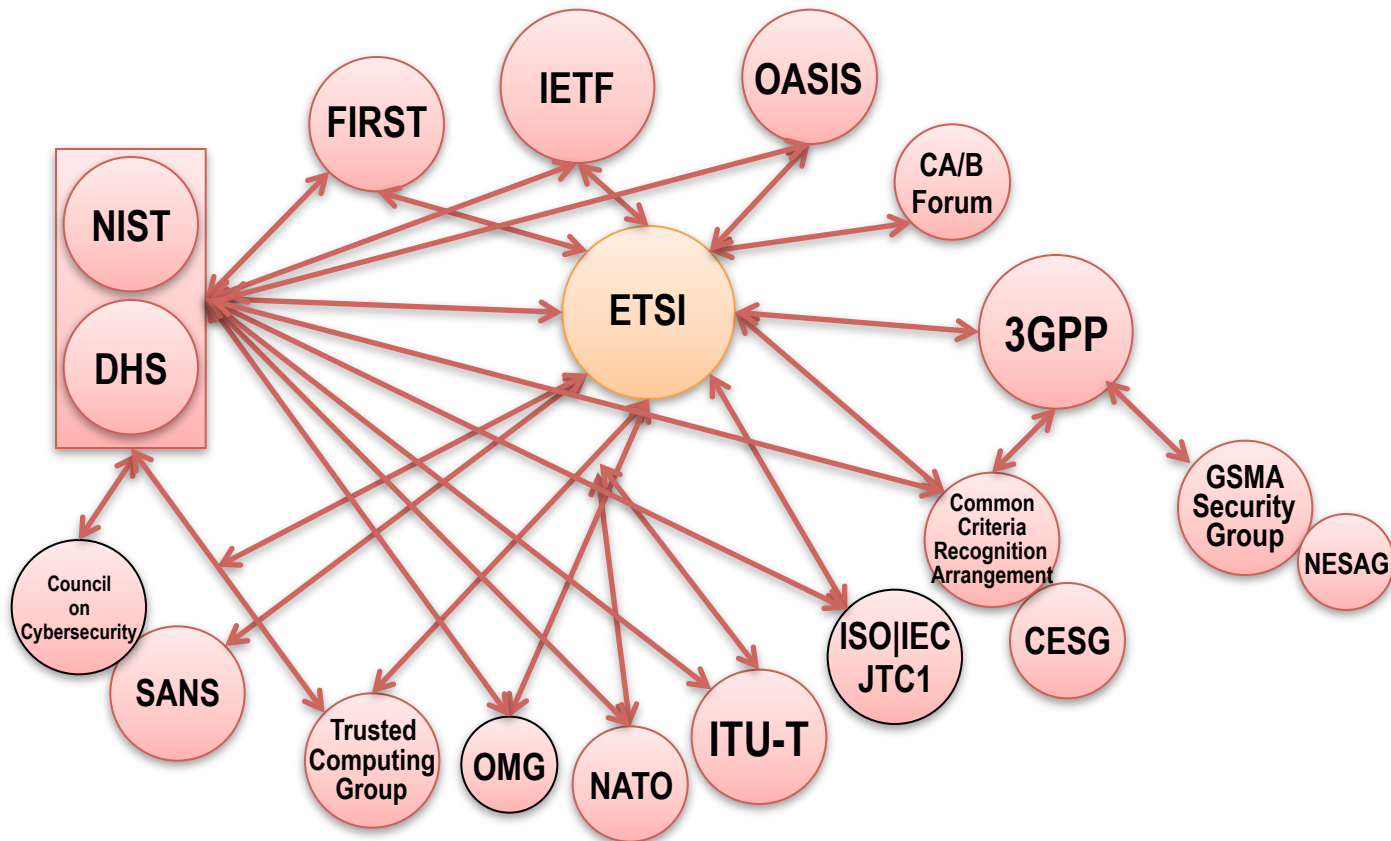 IETF
OASIS
FIRST
CA/B
Forum
NIST
ETSI
3GPP
DHS
GSMA
Security
Group
Common
Criteria
Recognition
Arrangement
NESAG
Council
on
Cybersecurity
CESG
ISO|IEC
JTC1
SANS
Trusted
Computing
Group
OMG
NATO
ITU-T